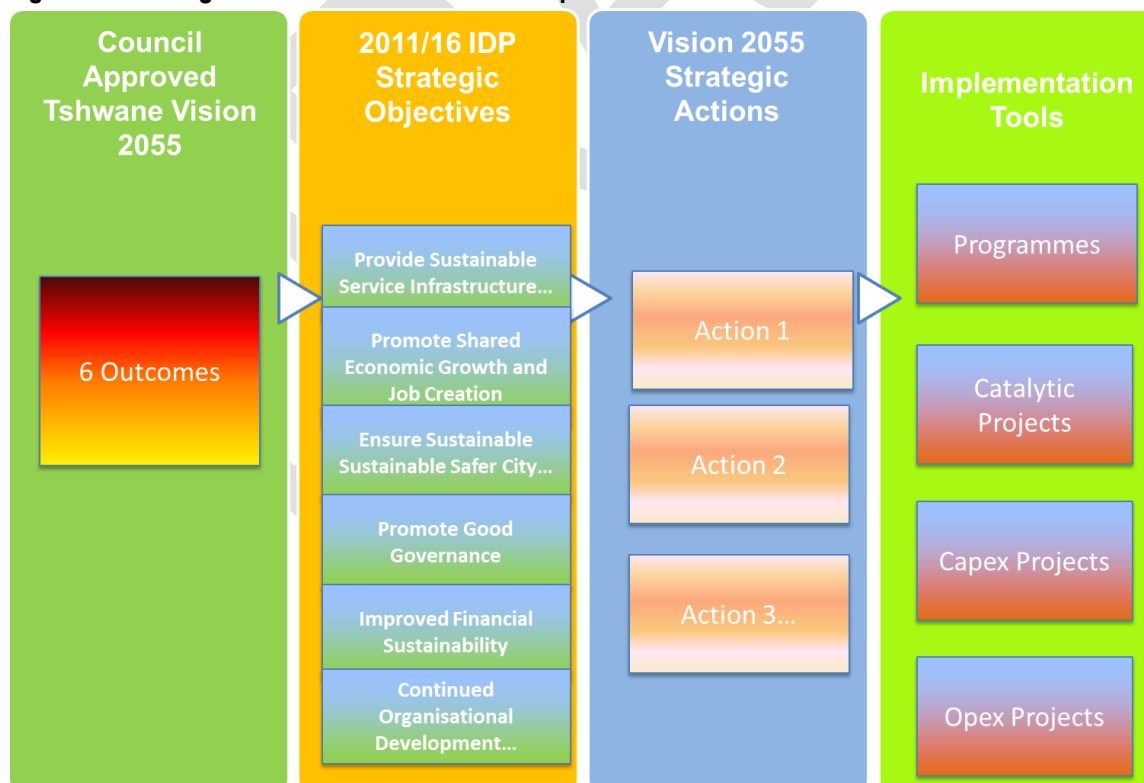 Council
Approved
Tshwane Vision
2055
6 Outcomes
2011/16 IDP
Strategic
Objectives
Provide Sustainable
Service Infrastructure...
Promote Shared
Economic Growth and
Job Creation
Ensure Sustainable
Sustainable Safer City...
Promote Good
Governance
Improved Financial
Sustainability
Continued
Organisational
Development...
Vision 2055
Strategic
Actions
Action 1
Action 2
Action 3...
Implementation
Tools
Programmes
Catalytic
Projects
Capex Projects
Opex Projects